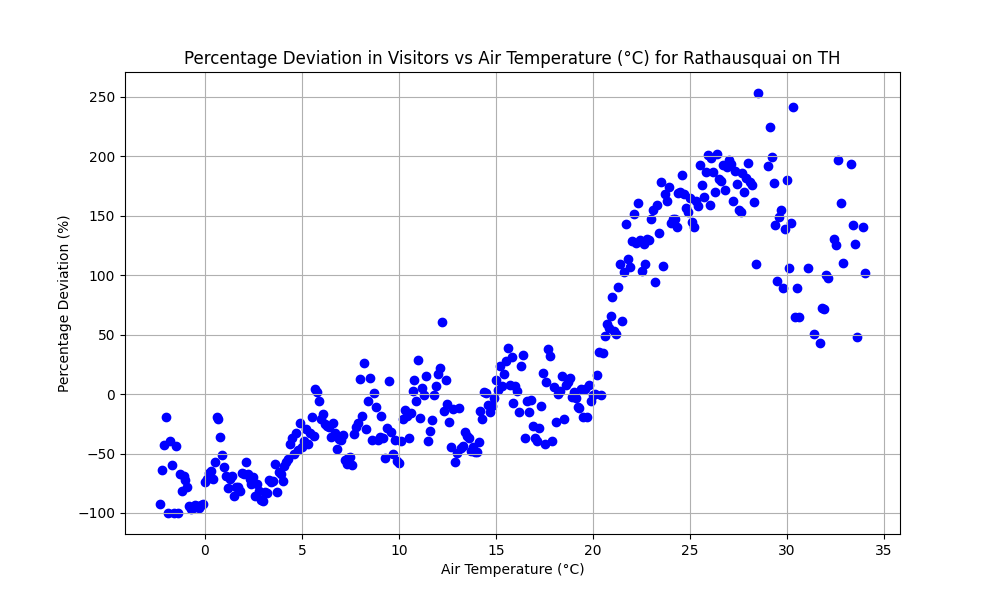 Percentage Deviation in Visitors vs Air Temperature (°C) for Rathausquai on TH
Percentage Deviation (%)
250
200
150
100
50
0
−50
−100
0 5 10 15 20 25 30 35
Air Temperature (°C)